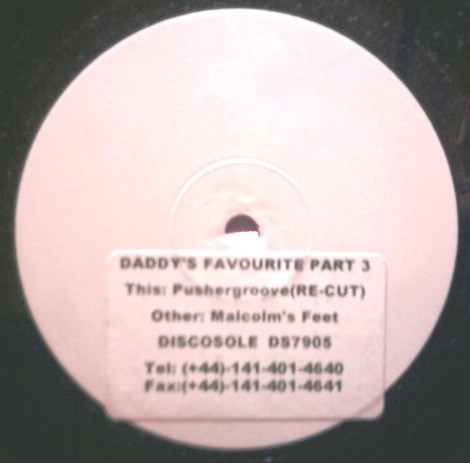 DADDY'S FAVOURITE PART 3
This: Pushergroove(RE-CUT)
Other: Malcolm's Feet
DISCOSOLE DS7905
Tel: (+44)-141-401-4640
Fax:(+44)-141-401-4641